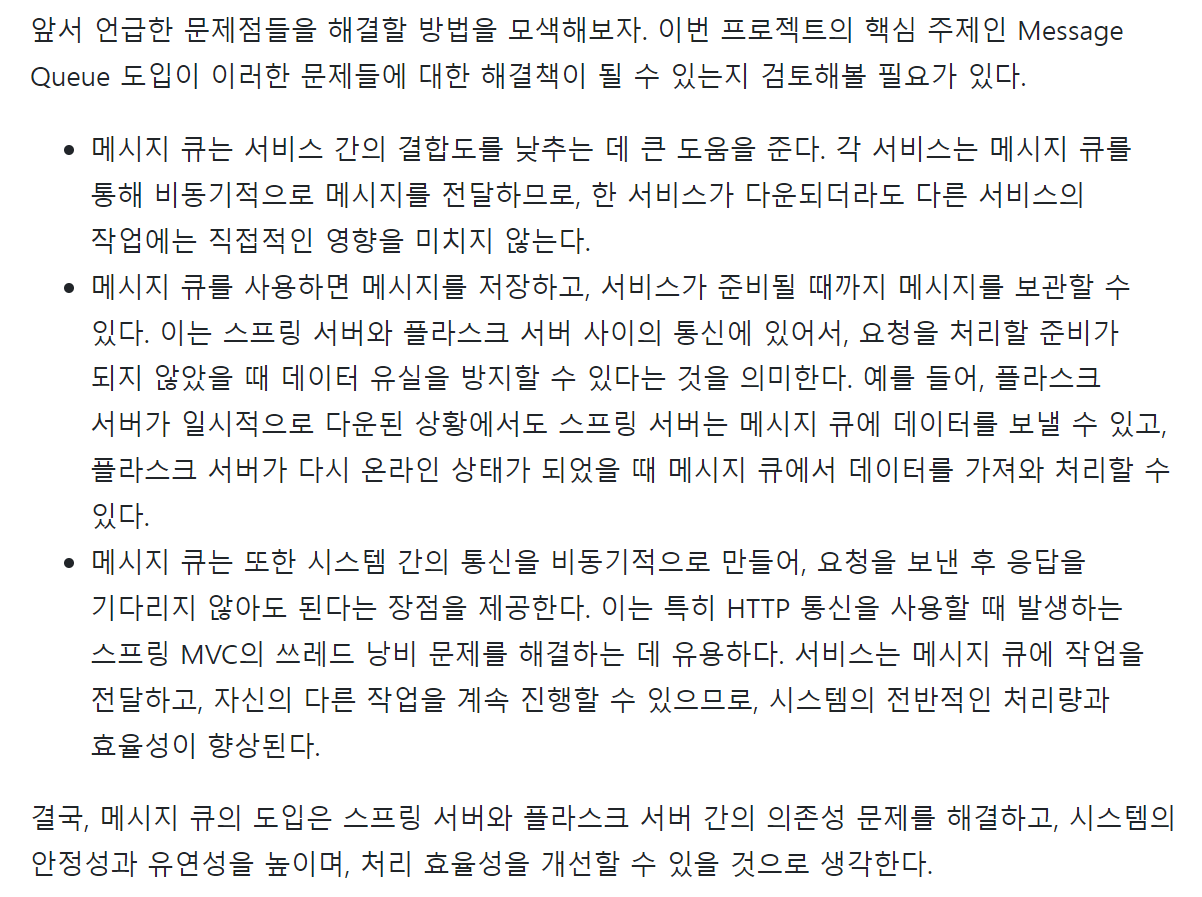 앞서 언급한 문제점들을 해결할 방법을 모색해보자. 이번 프로젝트의 핵심 주제인 Message
Queue 도입이 이러한 문제들에 대한 해결책이 될 수 있는지 검토해볼 필요가 있다.
• 메시지 큐는 서비스 간의 결합도를 낮추는 데 큰 도움을 준다. 각 서비스는 메시지 큐를
통해 비동기적으로 메시지를 전달하므로, 한 서비스가 다운되더라도 다른 서비스의
작업에는 직접적인 영향을 미치지 않는다.
• 메시지 큐를 사용하면 메시지를 저장하고, 서비스가 준비될 때까지 메시지를 보관할 수
있다. 이는 스프링 서버와 플라스크 서버 사이의 통신에 있어서, 요청을 처리할 준비가
되지 않았을 때 데이터 유실을 방지할 수 있다는 것을 의미한다. 예를 들어, 플라스크
서버가 일시적으로 다운된 상황에서도 스프링 서버는 메시지 큐에 데이터를 보낼 수 있고,
플라스크 서버가 다시 온라인 상태가 되었을 때 메시지 큐에서 데이터를 가져와 처리할 수
있다.
• 메시지 큐는 또한 시스템 간의 통신을 비동기적으로 만들어, 요청을 보낸 후 응답을
기다리지 않아도 된다는 장점을 제공한다. 이는 특히 HTTP 통신을 사용할 때 발생하는
스프링 MVC의 쓰레드 낭비 문제를 해결하는 데 유용하다. 서비스는 메시지 큐에 작업을
전달하고, 자신의 다른 작업을 계속 진행할 수 있으므로, 시스템의 전반적인 처리량과
효율성이 향상된다.
결국, 메시지 큐의 도입은 스프링 서버와 플라스크 서버 간의 의존성 문제를 해결하고, 시스템의
안정성과 유연성을 높이며, 처리 효율성을 개선할 수 있을 것으로 생각한다.